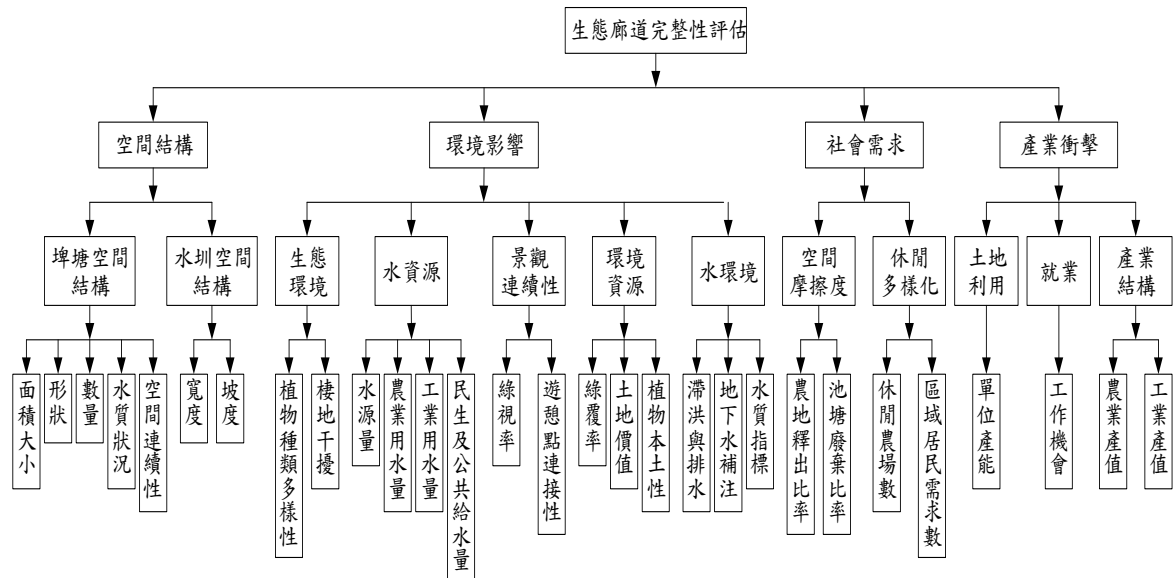 生態廊道完整性評估
空間結構
環境影響
社會需求
產業衝擊
埤塘空間
結構
水圳空間
結構
生態
環境
水資源
景觀
連續性
環境
資源
水環境
空間
摩擦度
休閒
多樣化
土地
利用
就業
產業
結構
面積大小
形狀
數量
水質狀況
空間連續性
寬度
坡度
植物種類多樣性
棲地干擾
水源量
農業用水量
工業用水量
民生及公共給水量
綠視率
遊憩點連接性
綠覆率
土地價值
植物本土性
滯洪與排水
地下水補注
水質指標
農地釋出比率
池塘廢棄比率
休閒農場數
區域居民需求數
單位產能
工作機會
農業產值
工業產值